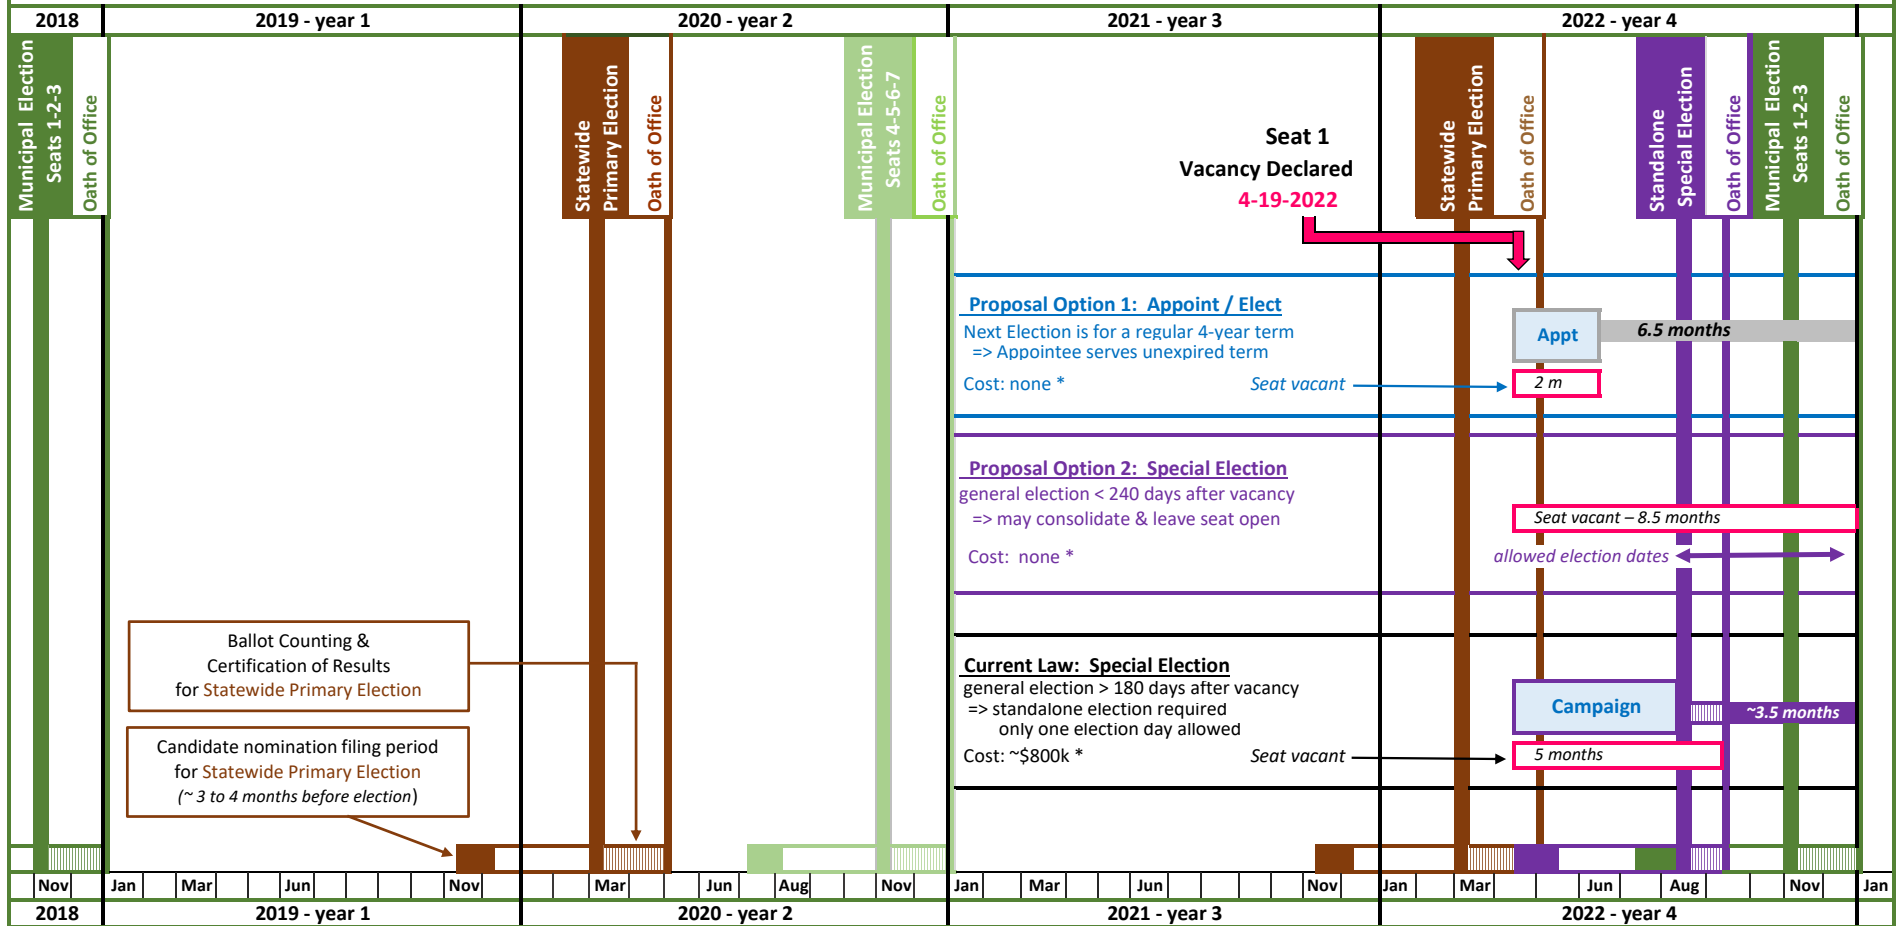 2018
2019 - year 1
2020 - year 2
2021 - year 3
2022 - year 4
Municipal Election
Seats 1-2-3
Oath of Office
Statewide
Primary Election
Oath of Office
Municipal Election
Seats 4-5-6-7
Oath of Office
Seat 1
Vacancy Declared
4-19-2022
Statewide
Primary Election
Oath of Office
Standalone
Special Election
Oath of Office
Municipal Election
Seats 1-2-3
Oath of Office
Proposal Option 1: Appoint / Elect
Next Election is for a regular 4-year term
=> Appointee serves unexpired term
Cost: none *
Seat vacant
Appt
6.5 months
2 m
Proposal Option 2: Special Election
general election < 240 days after vacancy
=> may consolidate & leave seat open
Cost: none *
Seat vacant – 8.5 months
allowed election dates
Ballot Counting &
Certification of Results
for Statewide Primary Election
Candidate nomination filing period
for Statewide Primary Election
(~ 3 to 4 months before election)
Current Law: Special Election
general election > 180 days after vacancy
=> standalone election required
only one election day allowed
Cost: ~$800k *
Seat vacant
Campaign
~3.5 months
5 months
Nov
Jan
Mar
Jun
Nov
Mar
Jun
Aug
Nov
Jan
Mar
Jun
Nov
Jan
Mar
Jun
Aug
Nov
Jan
2018
2019 - year 1
2020 - year 2
2021 - year 3
2022 - year 4